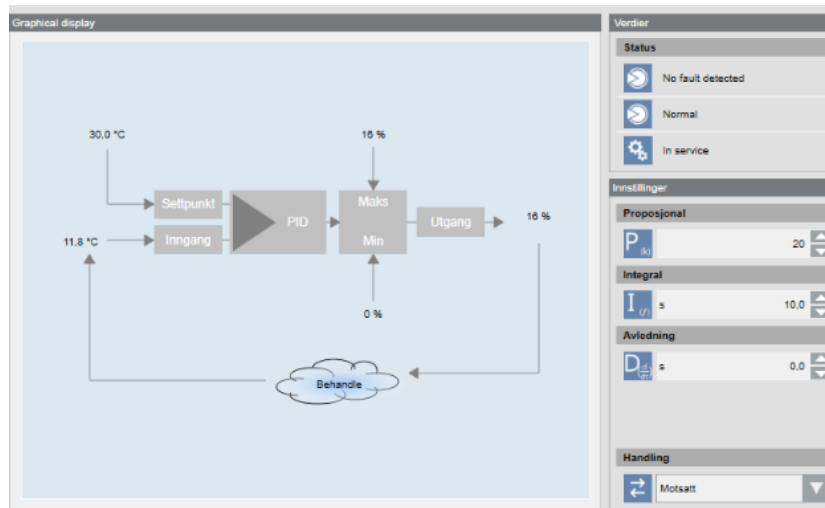 Graphical display
30,0 °C
16 %
Settpunkt
PID
Maks
Min
Utgang
16 %
11,8 °C
Inngang
0 %
Behandle
Verdier
Status
No fault detected
Normal
In service
Innstillinger
Proposjonal
P (k) 20
Integral
I (f) s 10,0
Avledning
D s 0,0
Handling
Motsatt